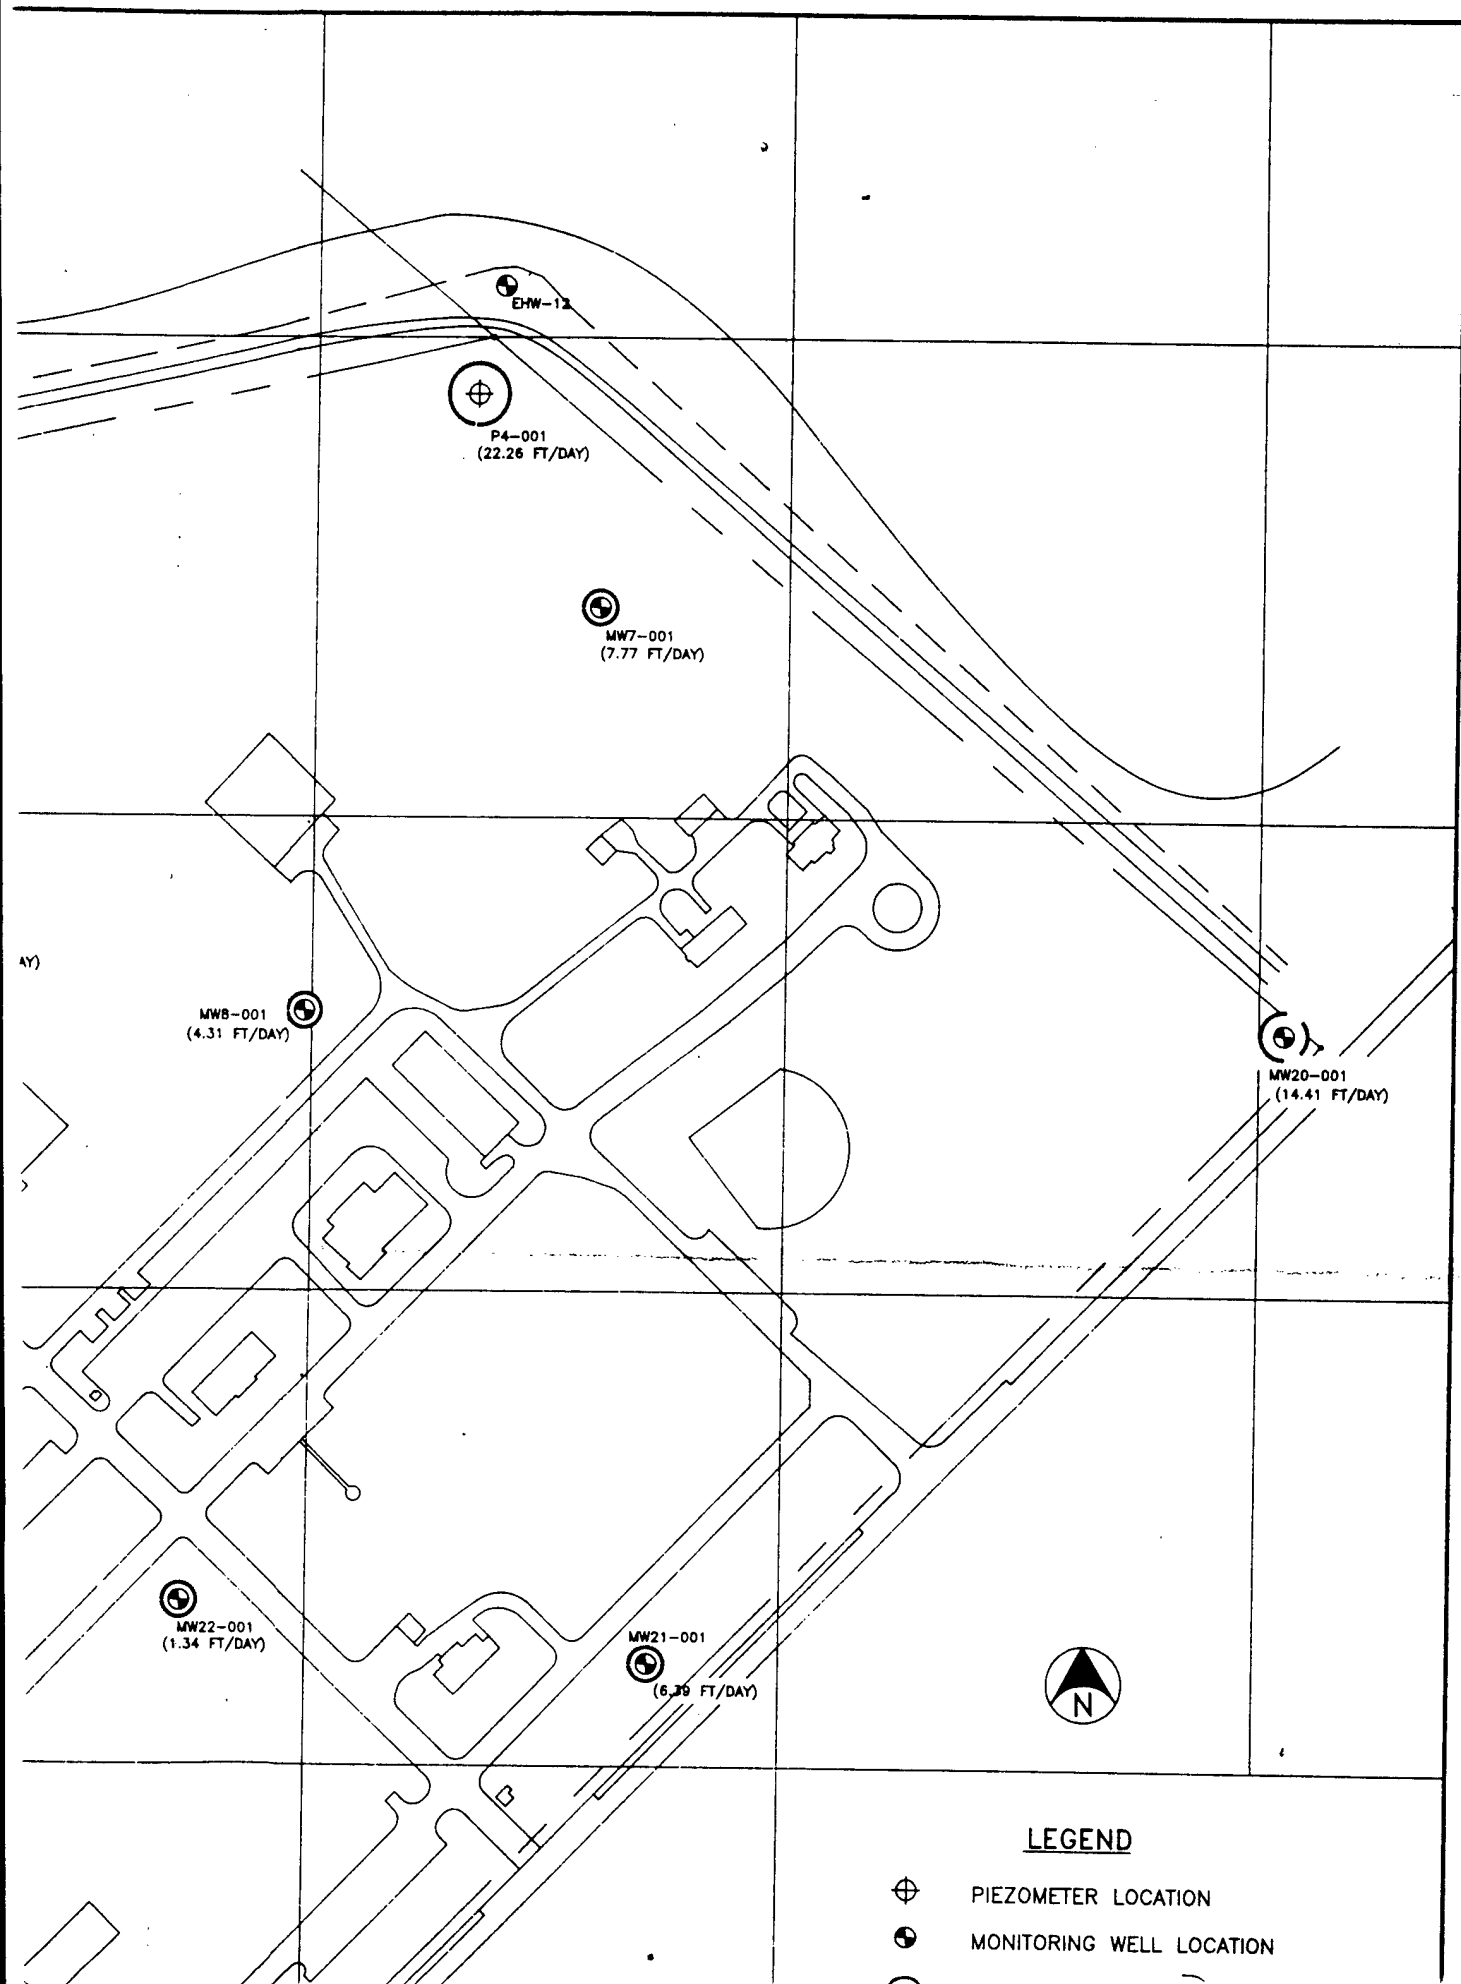 EHW-12
P4-001
(22.26 FT/DAY)
MW7-001
(7.77 FT/DAY)
AY)
MW8-001
(4.31 FT/DAY)
MW20-001
(14.41 FT/DAY)
MW22-001
(1.34 FT/DAY)
MW21-001
(6.39 FT/DAY)
N
LEGEND
PIEZOMETER LOCATION
MONITORING WELL LOCATION